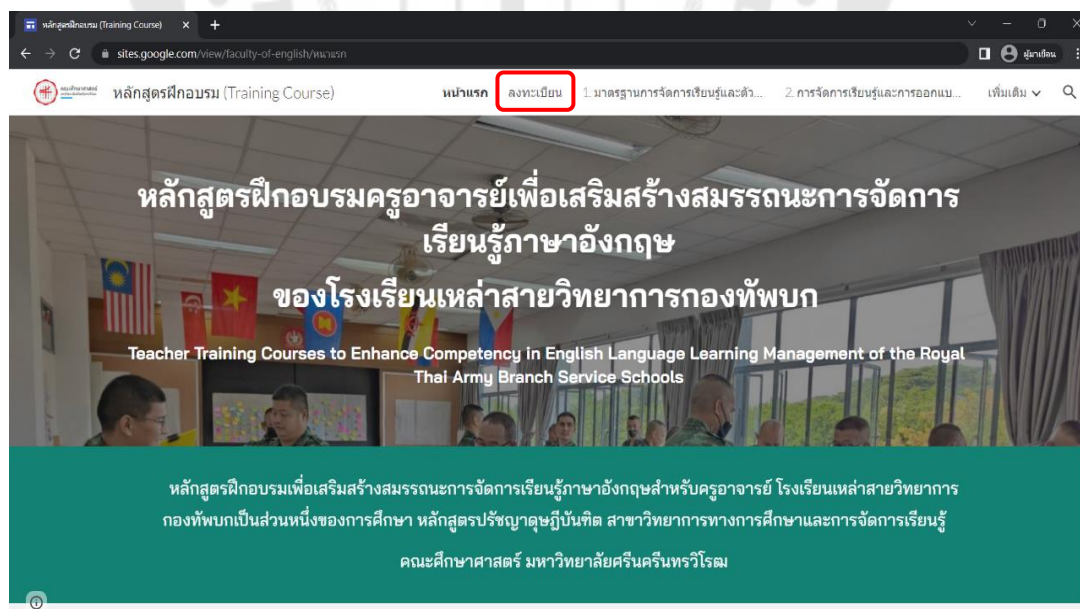 หลักสูตรฝึกอบรม (Training Course)
sites.google.com/view/faculty-of-english/หน้าแรก
ผู้มาเยือน
หลักสูตรฝึกอบรม (Training Course)
หน้าแรก
ลงทะเบียน
1. มาตรฐานการจัดการเรียนรู้และตัว...
2. การจัดการเรียนรู้และการออกแบ...
เพิ่มเติม
หลักสูตรฝึกอบรมครูอาจารย์เพื่อเสริมสร้างสมรรถนะการจัดการ
เรียนรู้ภาษาอังกฤษ
ของโรงเรียนเหล่าสายวิทยาการกองทัพบก
Teacher Training Courses to Enhance Competency in English Language Learning Management of the Royal
Thai Army Branch Service Schools
หลักสูตรฝึกอบรมเพื่อเสริมสร้างสมรรถนะการจัดการเรียนรู้ภาษาอังกฤษสำหรับครูอาจารย์ โรงเรียนเหล่าสายวิทยาการ
กองทัพบกเป็นส่วนหนึ่งของการศึกษา หลักสูตรปรัชญาดุษฎีบันฑิต สาขาวิทยาการทางการศึกษาและการจัดการเรียนรู้
คณะศึกษาศาสตร์ มหาวิทยาลัยศรีนครินทรวิโรฒ